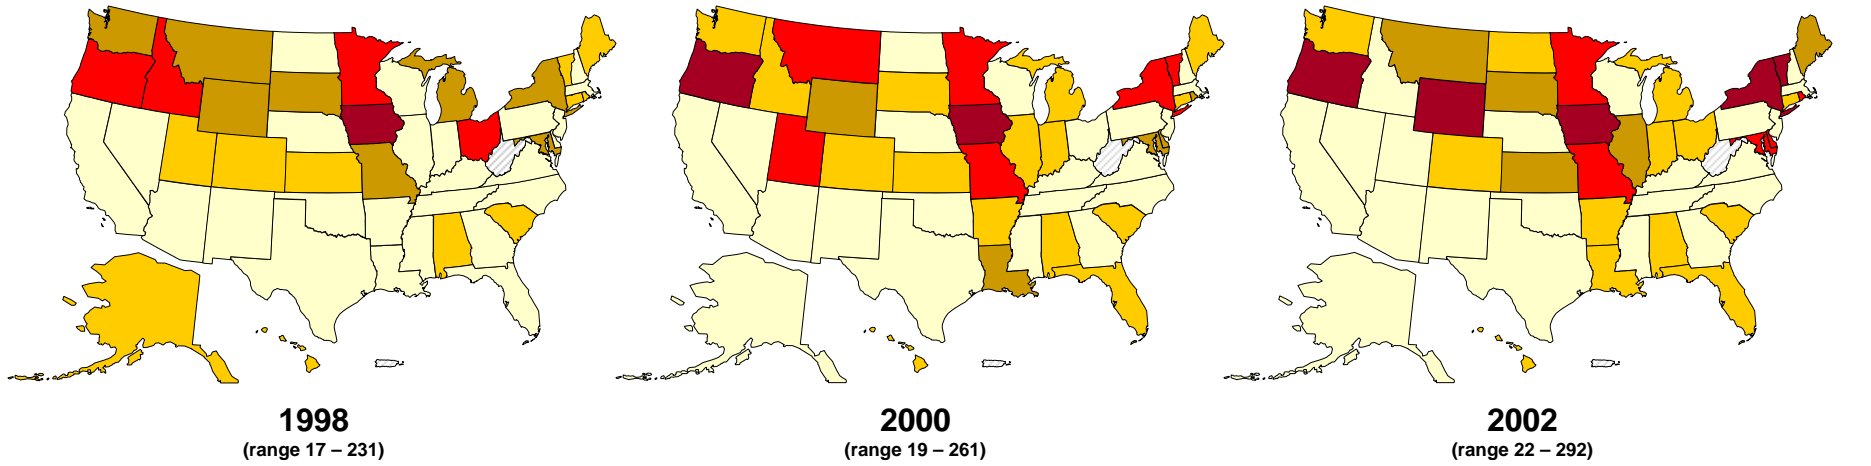 1998
(range 17 – 231)
2000
(range 19 – 261)
2002
(range 22 – 292)